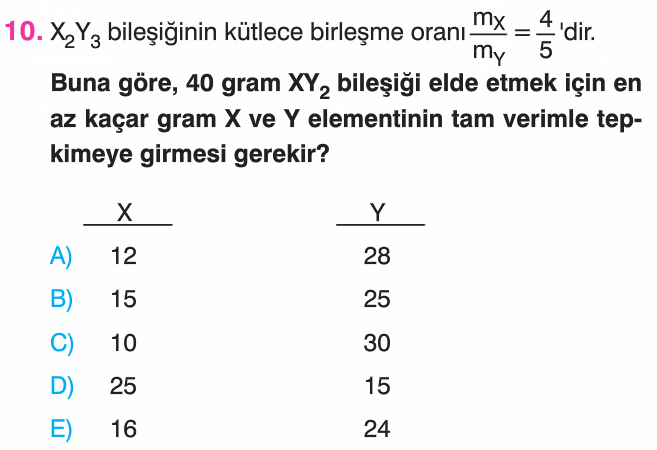 10. X₂Y₃ bileşiğinin kütlece birleşme oranı mX/mY = 4/5 'dir.
Buna göre, 40 gram XY₂ bileşiği elde etmek için en
az kaçar gram X ve Y elementinin tam verimle tep-
kimeye girmesi gerekir?
X Y
A) 12 28
B) 15 25
C) 10 30
D) 25 15
E) 16 24